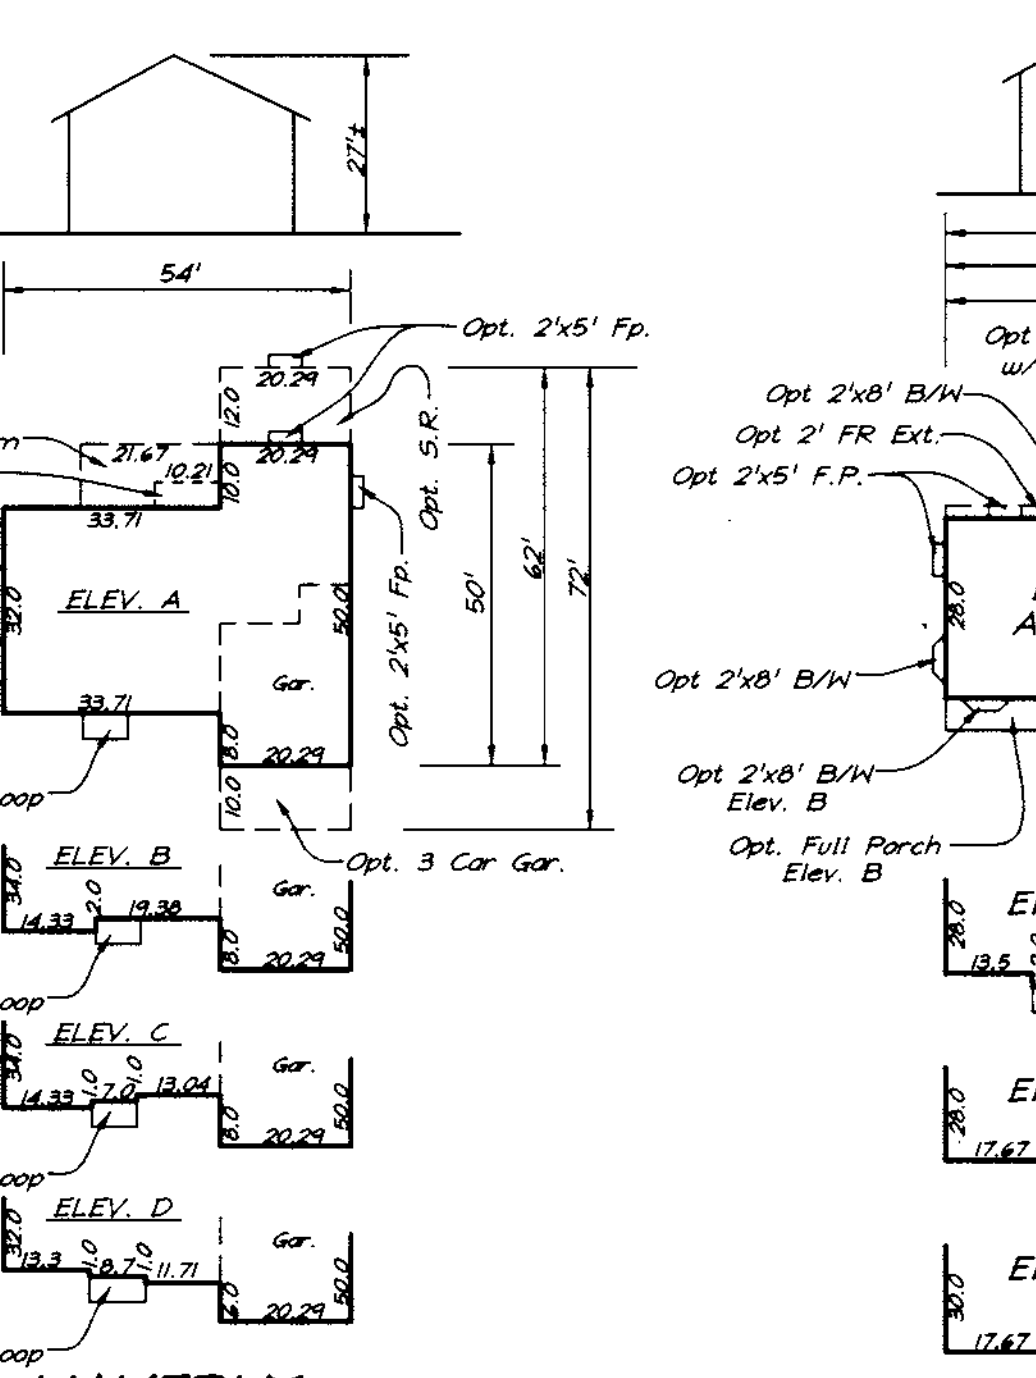 27'±
54'
Opt. 2'x5' Fp.
20.29
12.0
Opt. S.R.
21.67
10.21
10.0
20.29
33.71
32.0
ELEV. A
50.0
Opt. 2'x5' Fp.
50'
62'
72'
Gar.
33.71
8.0
20.29
10.0
oop
Opt. 3 Car Gar.
ELEV. B
34.0
14.33
2.0
19.38
Gar.
8.0
20.29
50.0
oop
ELEV. C
34.0
14.33
1.0
7.0
1.0
13.04
Gar.
8.0
20.29
50.0
oop
ELEV. D
32.0
13.3
1.0
8.7
1.0
11.71
Gar.
6.0
20.29
50.0
oop
Opt
w/
Opt 2'x8' B/W
Opt 2' FR Ext.
Opt 2'x5' F.P.
28.0
A
Opt 2'x8' B/W
Opt 2'x8' B/W
Elev. B
Opt. Full Porch
Elev. B
28.0
13.5
28.0
17.67
30.0
17.67